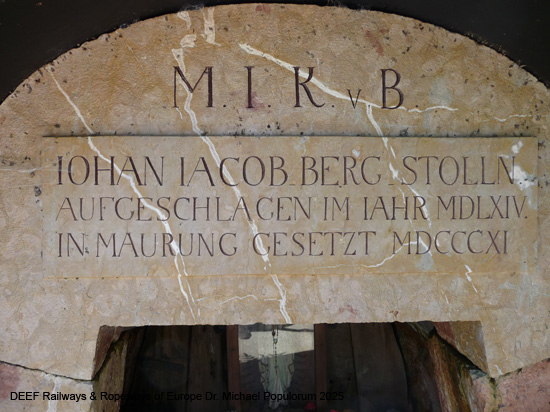 M. I. K. v. B.
IOHAN IACOB BERG STOLLN
AUFGESCHLAGEN IM IAHR MDLXIV.
IN MAURUNG GESETZT MDCCCXI
DEEF Railways & Ropeways of Europe Dr. Michael Populorum 2025